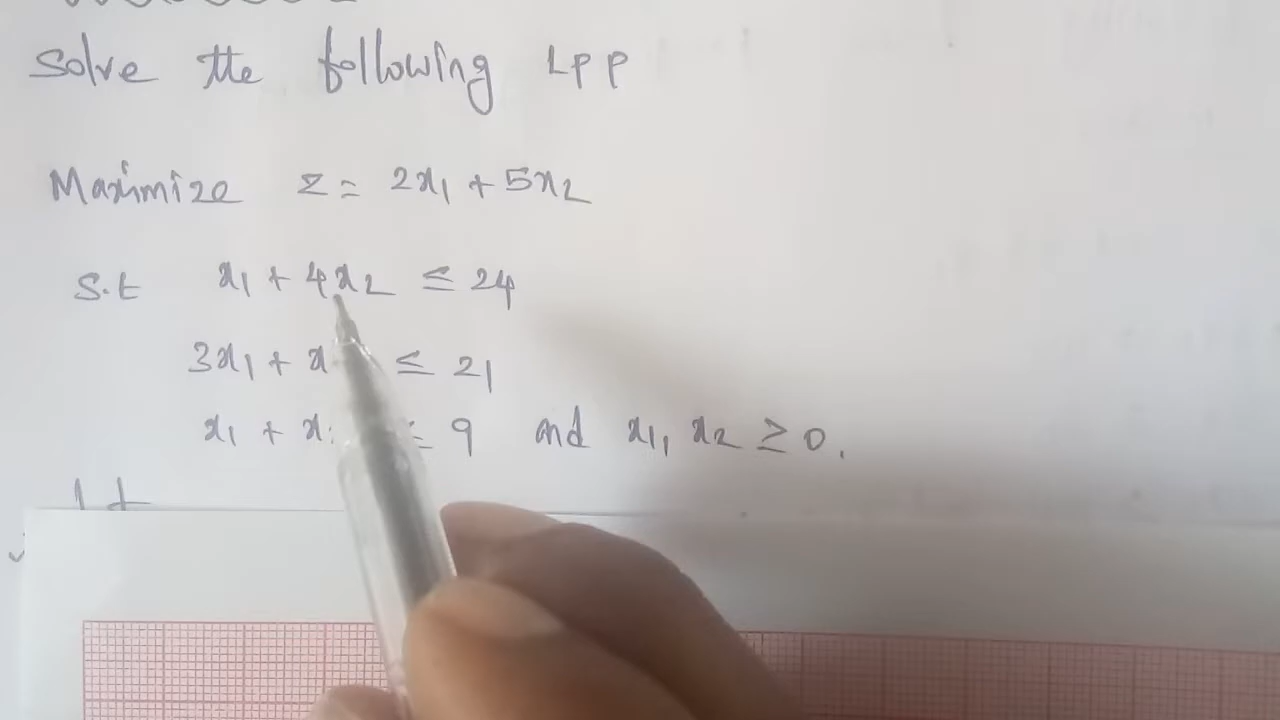 Solve the following LPP
Maximize z = 2x1 + 5x2
S.t x1 + 4x2 ≤ 24
3x1 + x ≤ 21
x1 + x ≤ 9 and x1, x2 ≥ 0.